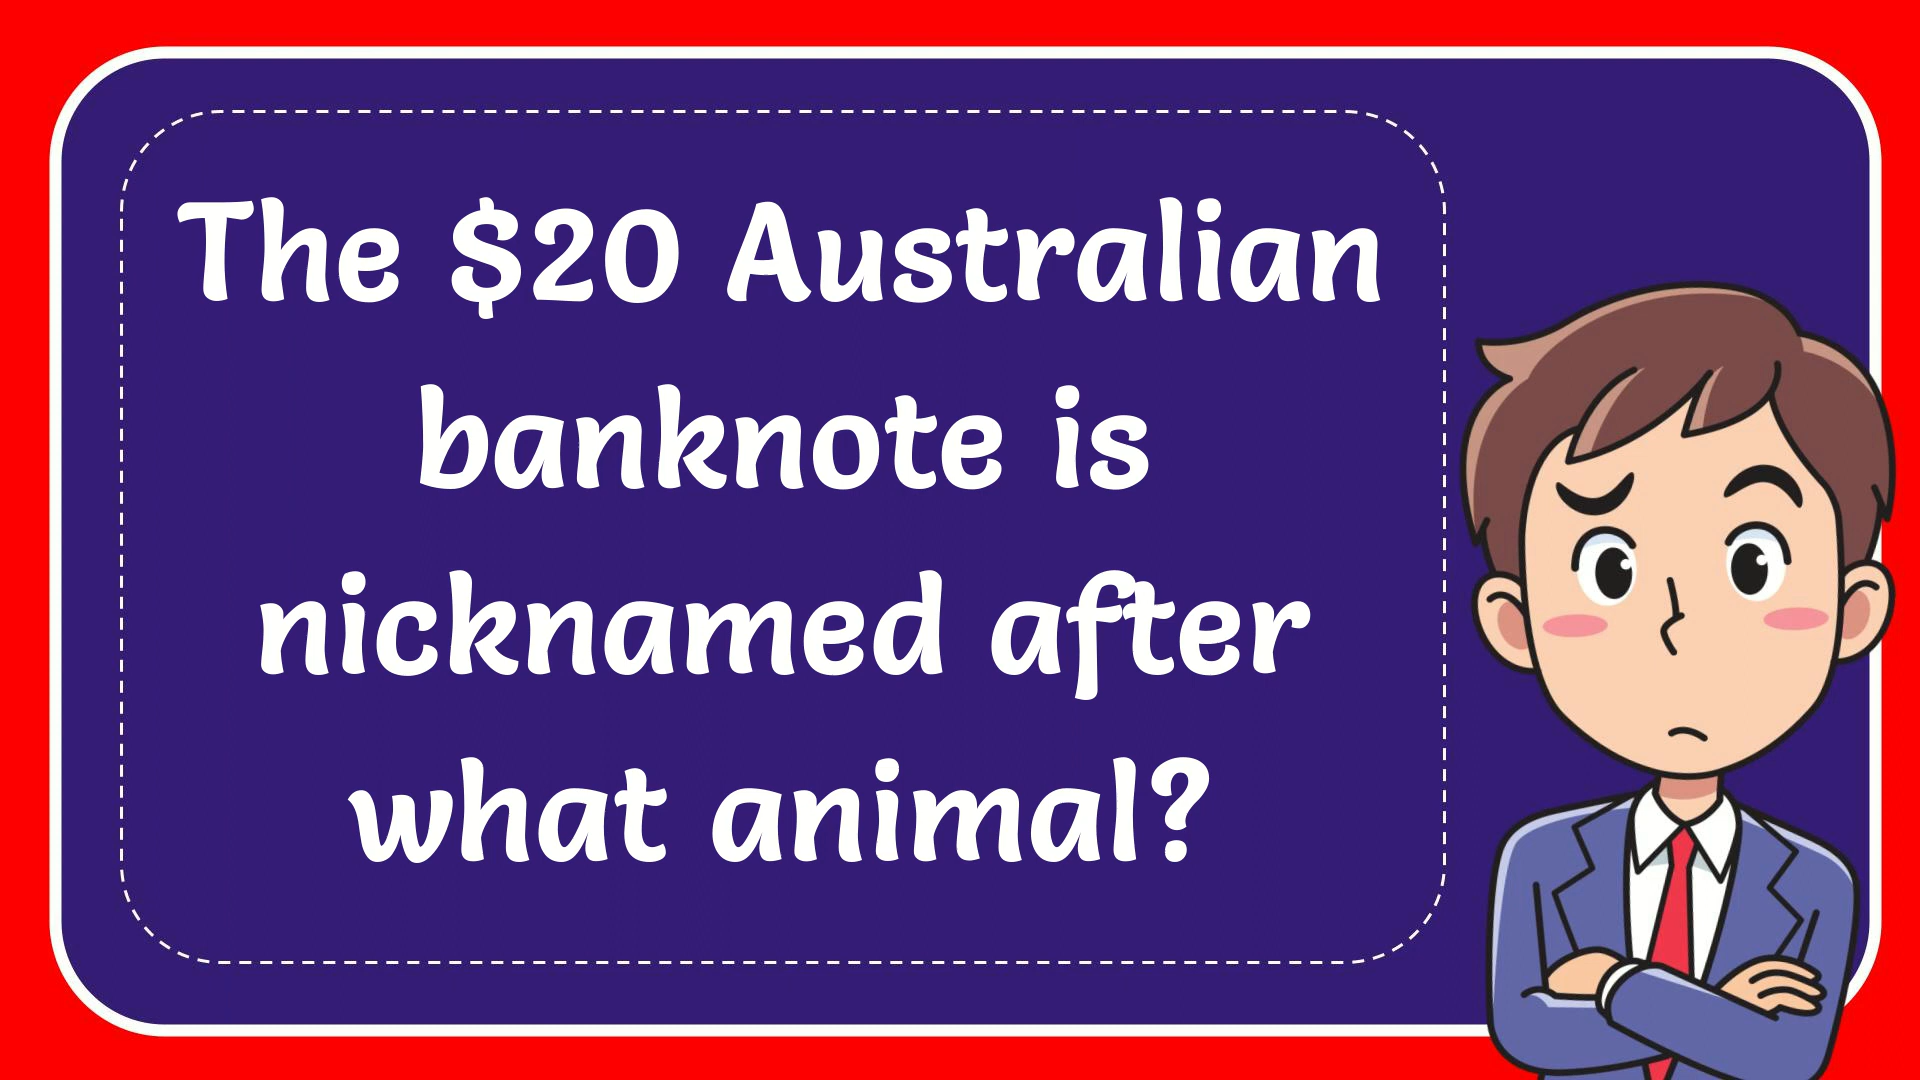 The $20 Australian
banknote is
nicknamed after
what animal?